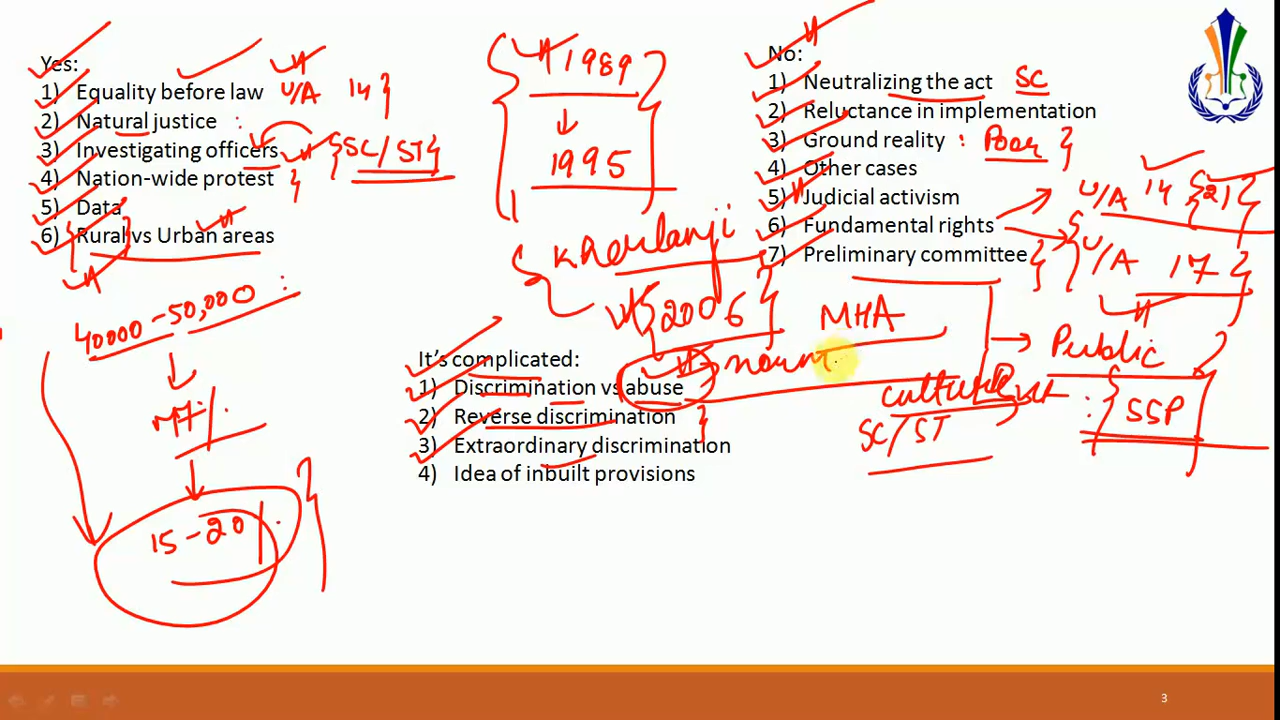 Yes:
1) Equality before law U/A 14
2) Natural justice :
3) Investigating officers SC/ST
4) Nation-wide protest
5) Data
6) Rural vs Urban areas
40000-50,000 :
15-20%
1989
1995
Kherlanji
2006
MHA
No:
1) Neutralizing the act SC
2) Reluctance in implementation
3) Ground reality : Poor
4) Other cases
5) Judicial activism
6) Fundamental rights U/A 14 21
7) Preliminary committee U/A 17
Public
SSP
It's complicated:
1) Discrimination vs abuse
2) Reverse discrimination
3) Extraordinary discrimination
4) Idea of inbuilt provisions
SC/ST
3